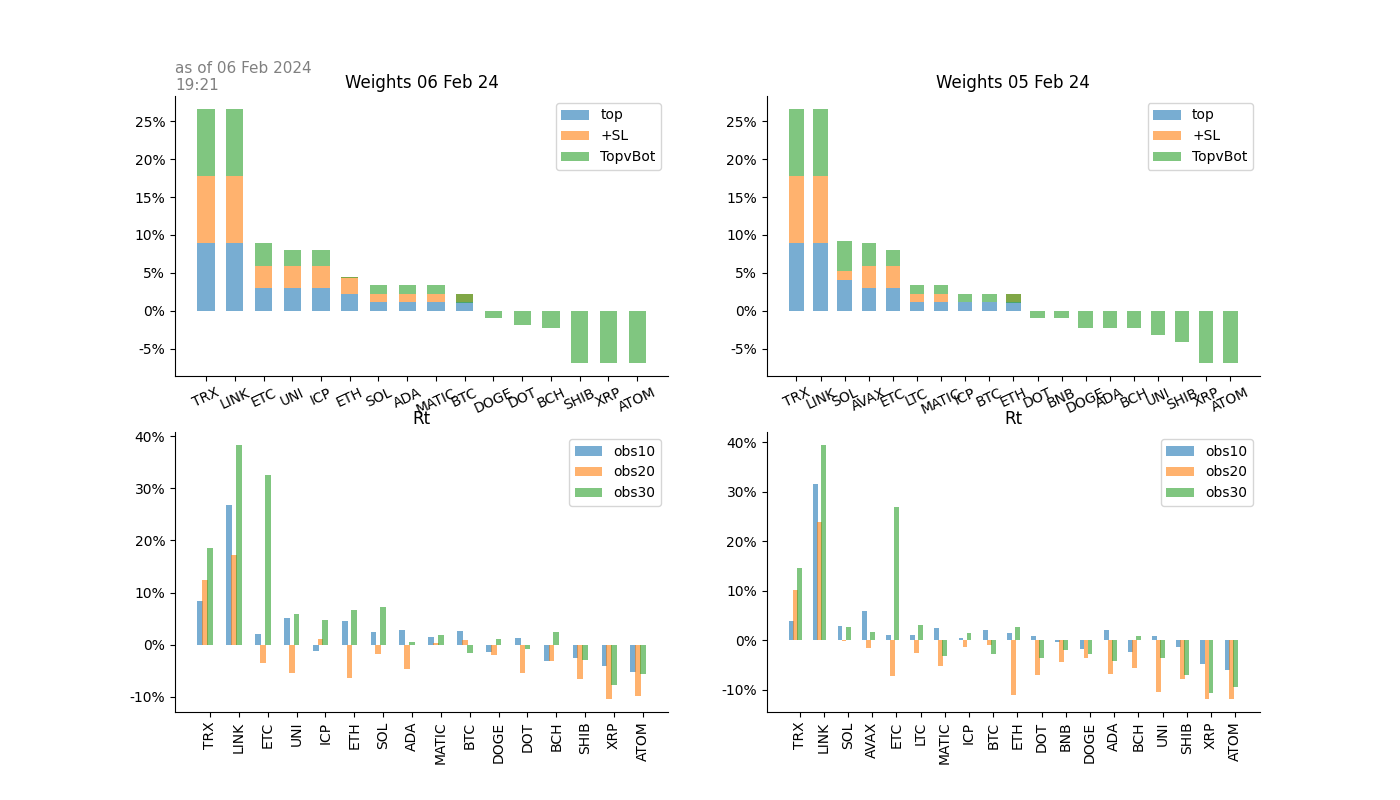 as of 06 Feb 2024
19:21
Weights 06 Feb 24
25%
20%
15%
10%
5%
0%
-5%
top
+SL
TopvBot
TRX LINK ETC UNI ICP ETH SOL ADA MATIC BTC DOGE DOT BCH SHIB XRP ATOM
Weights 05 Feb 24
25%
20%
15%
10%
5%
0%
-5%
top
+SL
TopvBot
TRX LINK SOL AVAX ETC LTC MATIC ICP BTC ETH DOT BNB DOGE ADA BCH UNI SHIB XRP ATOM
Rt
40%
30%
20%
10%
0%
-10%
obs10
obs20
obs30
TRX LINK ETC UNI ICP ETH SOL ADA MATIC BTC DOGE DOT BCH SHIB XRP ATOM
Rt
40%
30%
20%
10%
0%
-10%
obs10
obs20
obs30
TRX LINK SOL AVAX ETC LTC MATIC ICP BTC ETH DOT BNB DOGE ADA BCH UNI SHIB XRP ATOM